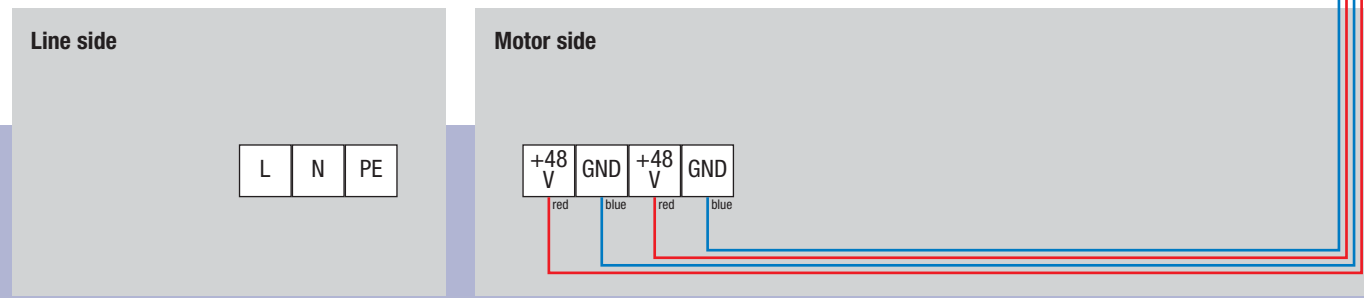 Line side
Motor side
L N PE
+48 V GND +48 V GND
red blue red blue